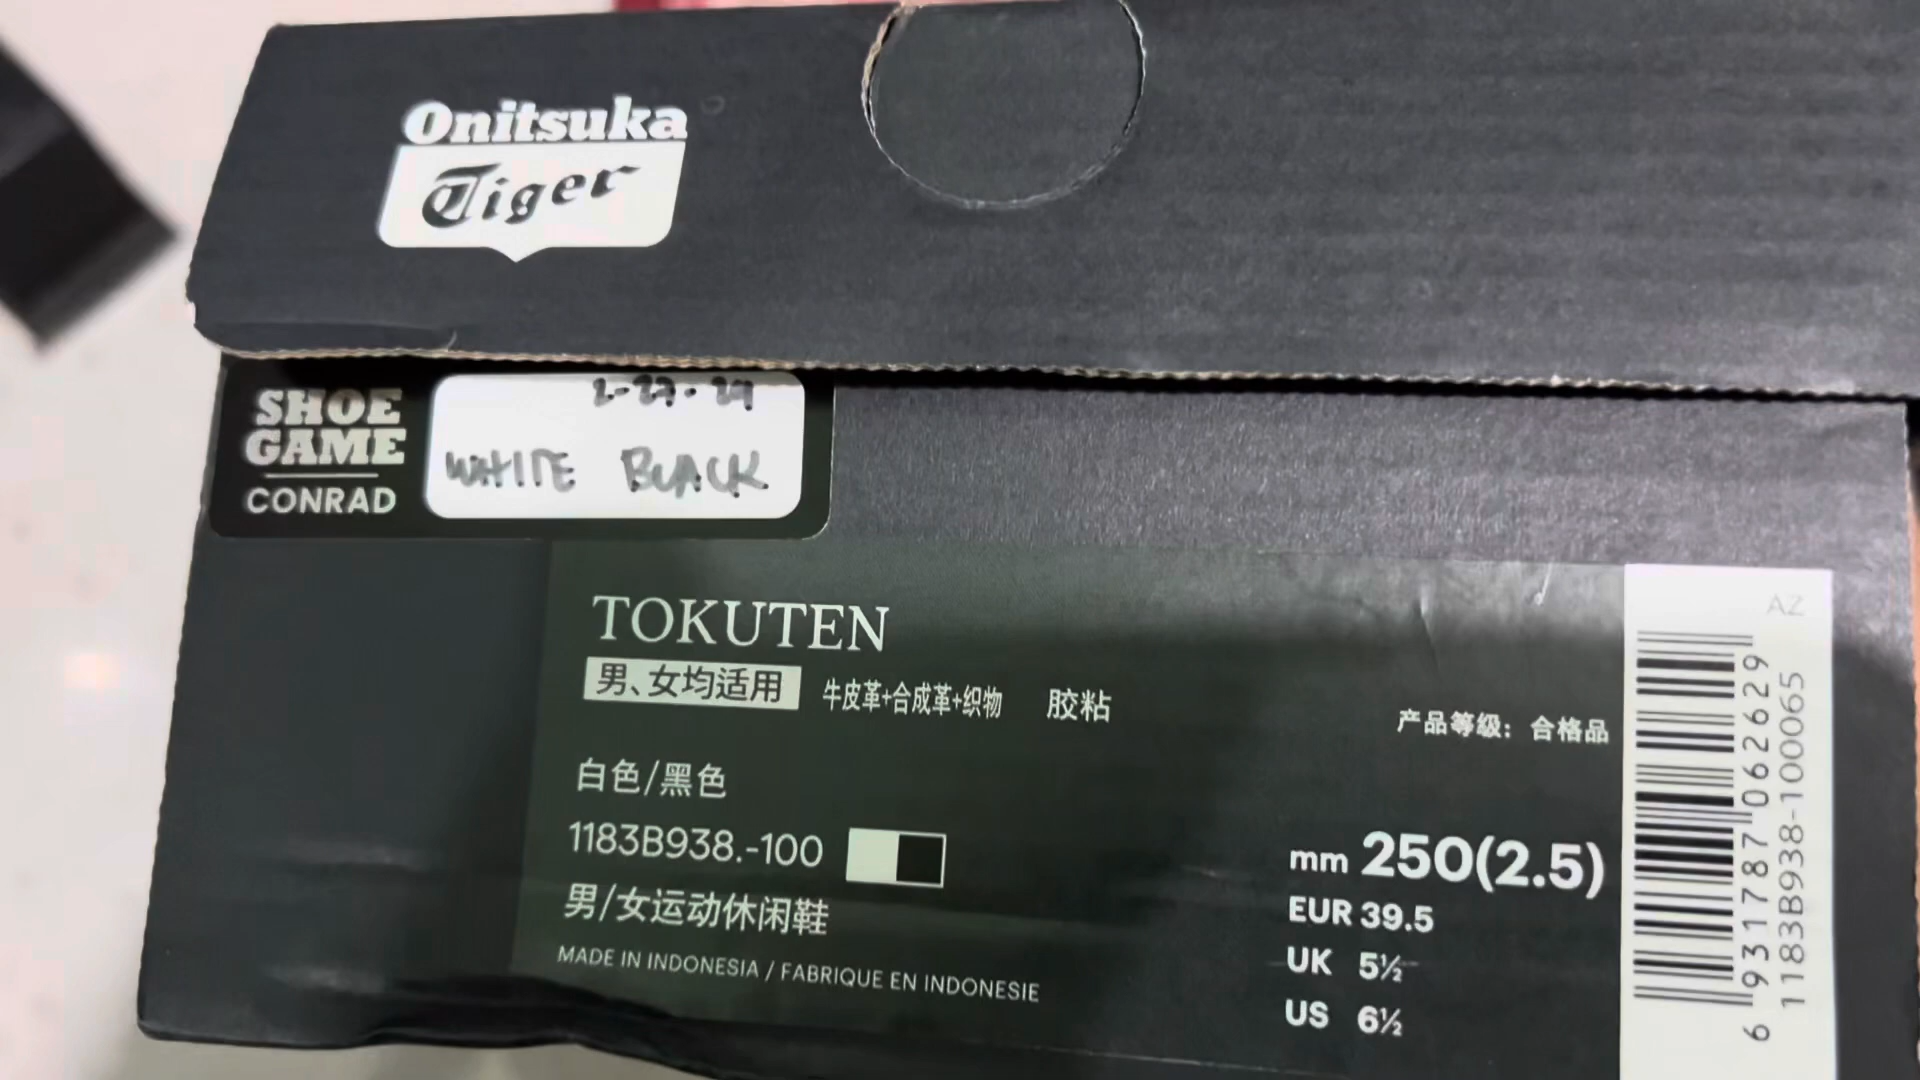 Onitsuka
Tiger
SHOE
GAME
CONRAD
WHITE BLACK
TOKUTEN
男、女均适用 牛皮革+合成革+织物 胶粘
产品等级：合格品
白色/黑色
1183B938.-100
男/女运动休闲鞋
MADE IN INDONESIA / FABRIQUE EN INDONESIE
mm 250(2.5)
EUR 39.5
UK 5½
US 6½
AZ
6 931787 062629
1183B938-100065